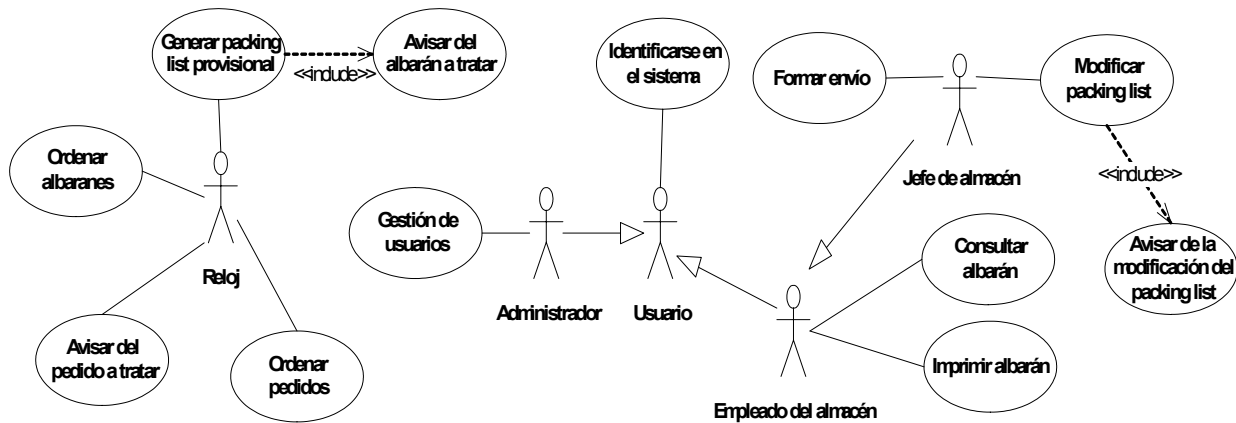 Generar packing
list provisional
<<include>>
Avisar del
albarán a tratar
Ordenar
albaranes
Reloj
Avisar del
pedido a tratar
Ordenar
pedidos
Identificarse en
el sistema
Gestión de
usuarios
Administrador
Usuario
Formar envío
Jefe de almacén
Modificar
packing list
<<include>>
Avisar de la
modificación del
packing list
Consultar
albarán
Imprimir albarán
Empleado del almacén